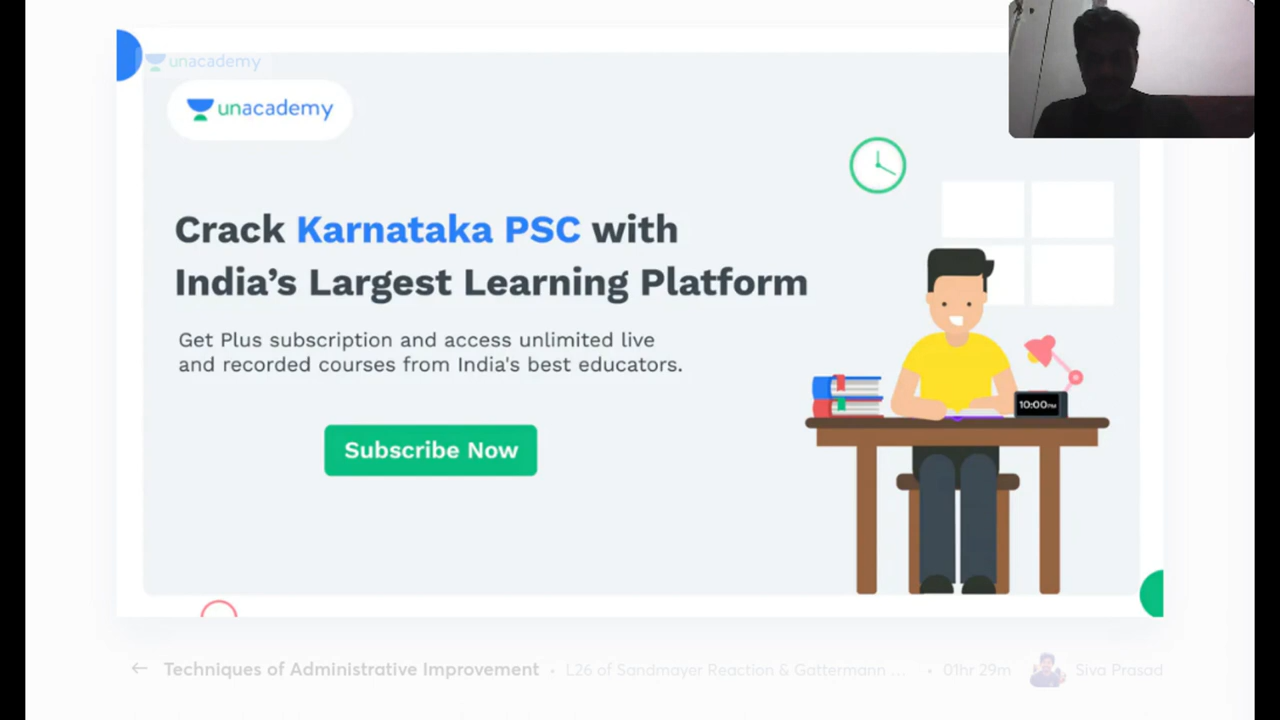 unacademy
unacademy
Crack Karnataka PSC with
India's Largest Learning Platform
Get Plus subscription and access unlimited live
and recorded courses from India's best educators.
Subscribe Now
10:00PM
← Techniques of Administrative Improvement • L26 of Sandmayer Reaction & Gattermann ... • 01hr 29m Siva Prasad